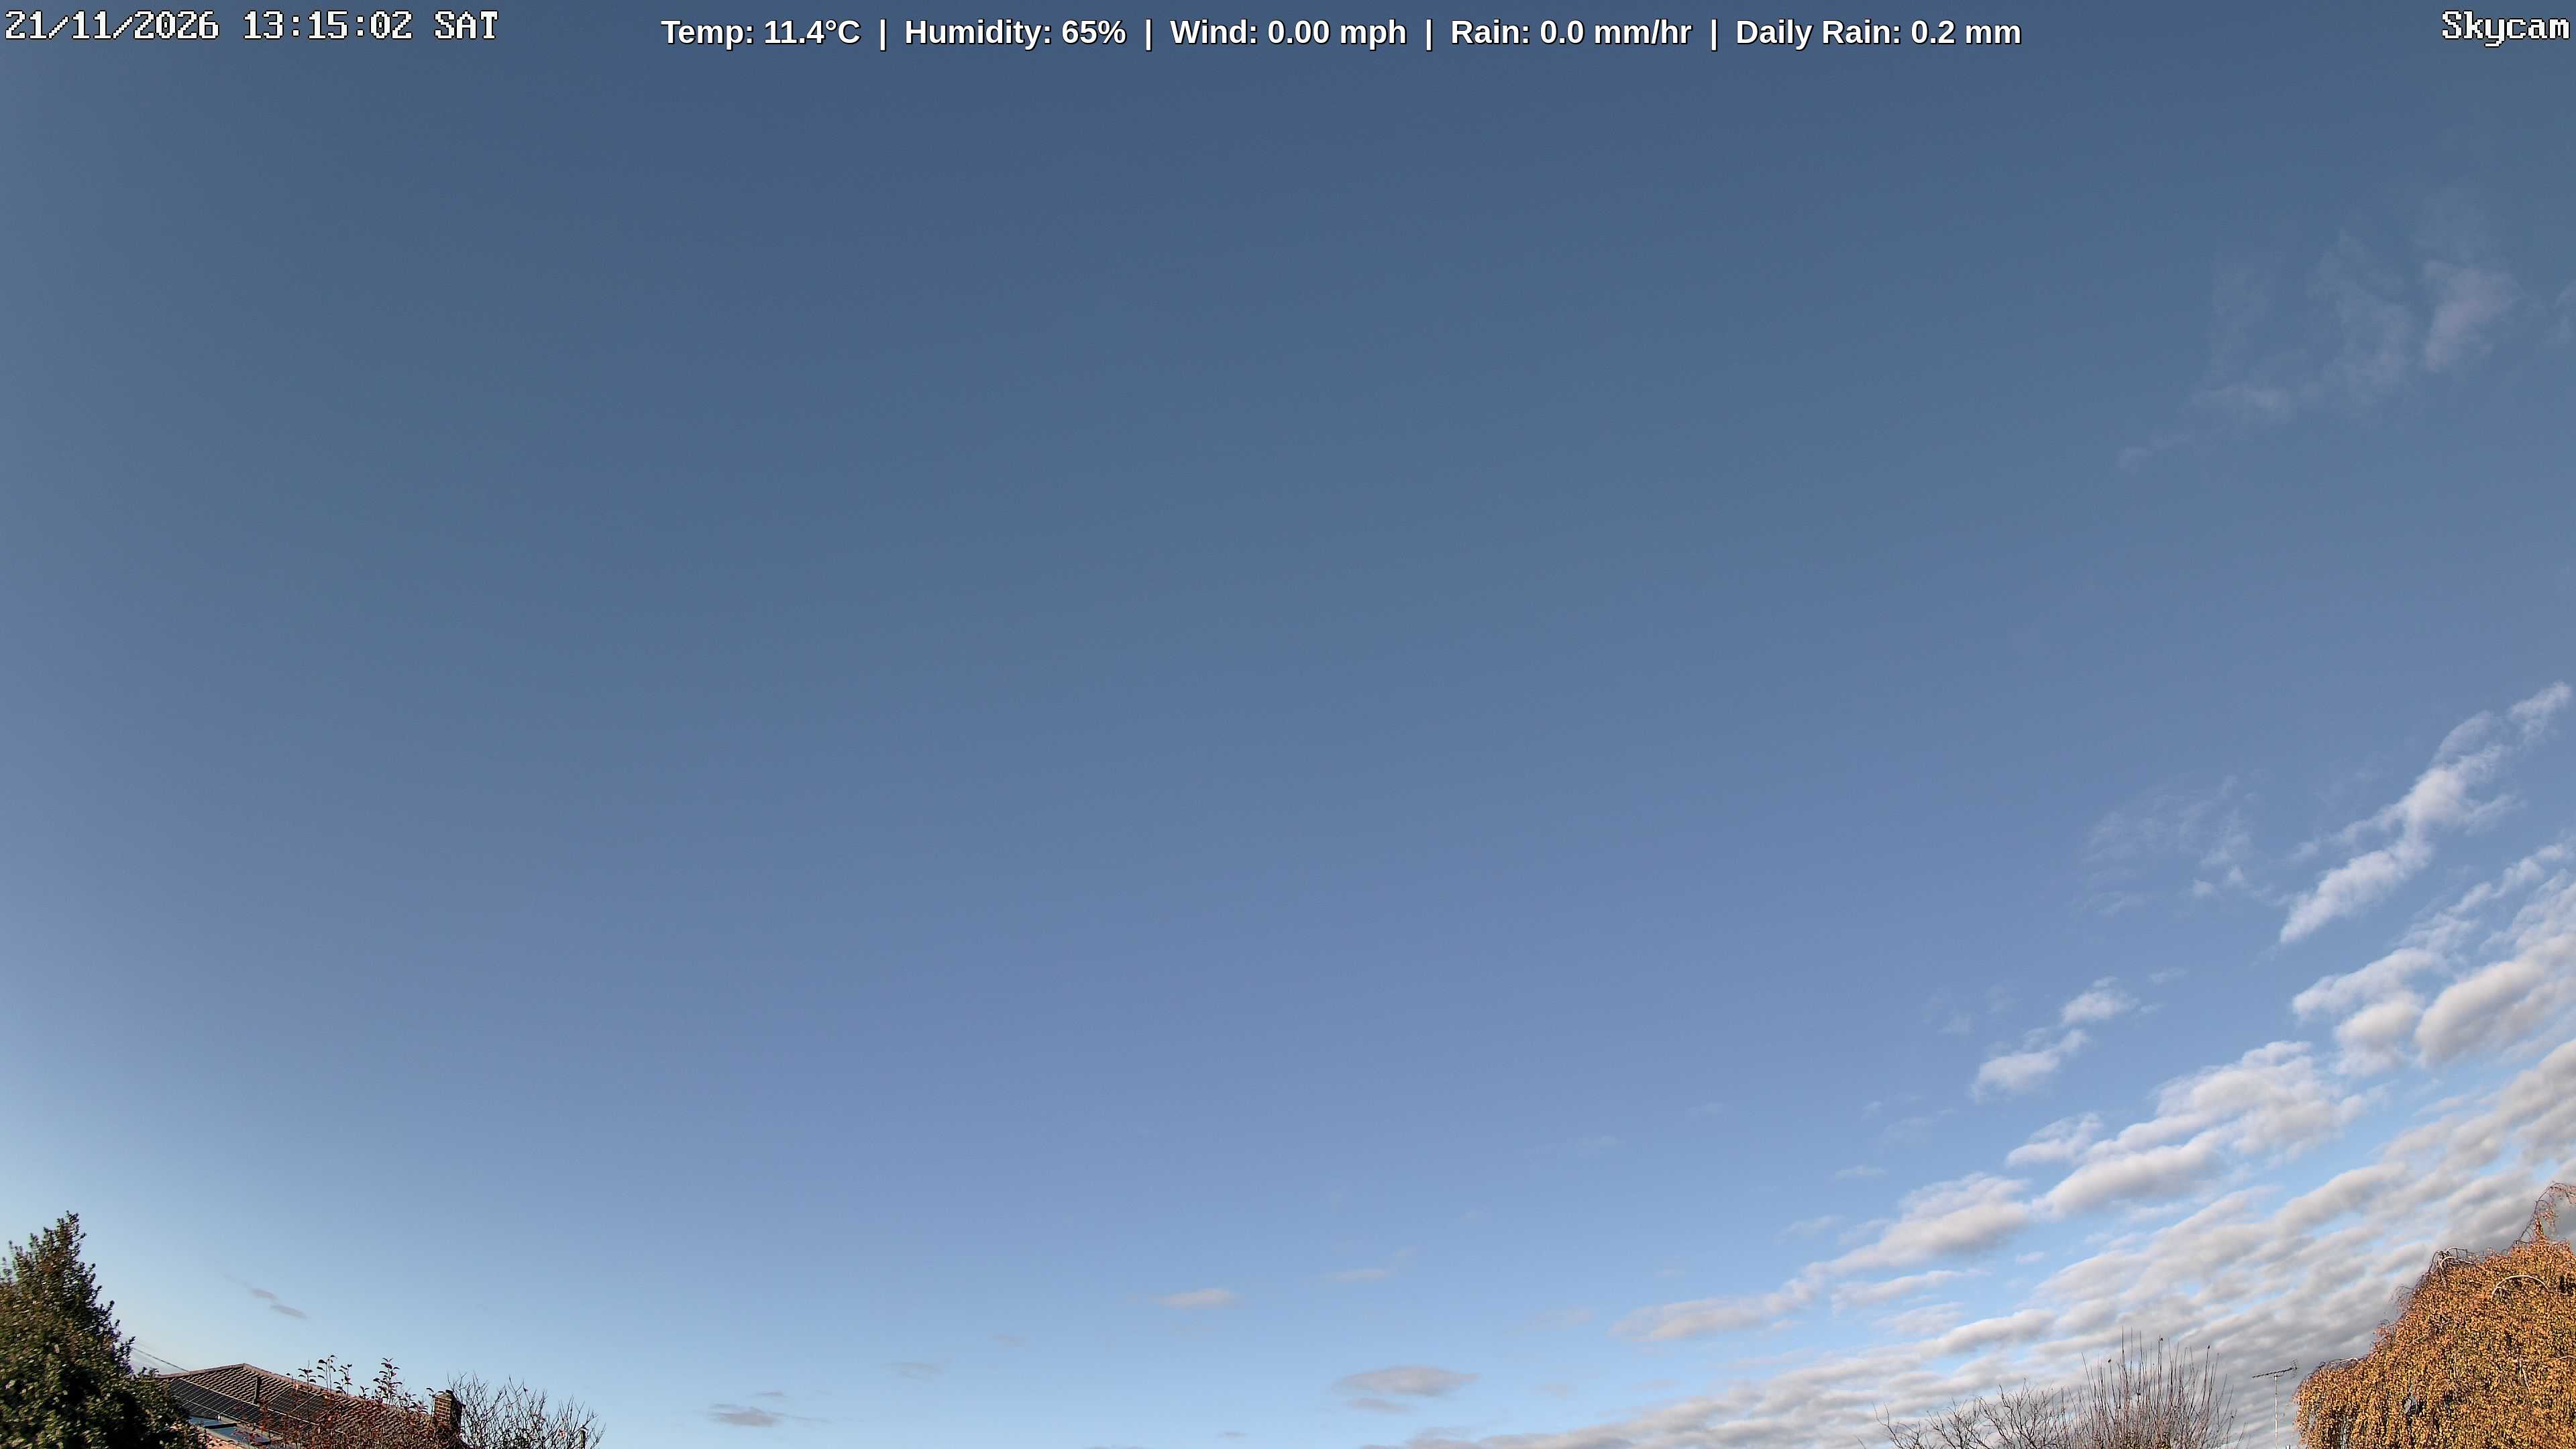 21/11/2026 13:15:02 SAT
Temp: 11.4°C | Humidity: 65% | Wind: 0.00 mph | Rain: 0.0 mm/hr | Daily Rain: 0.2 mm
Skycam